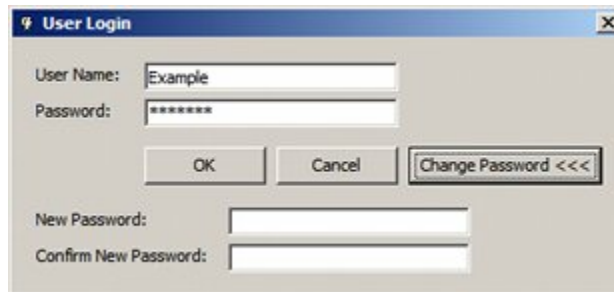 User Login
User Name: Example
Password: *******
OK Cancel Change Password <<<
New Password:
Confirm New Password: